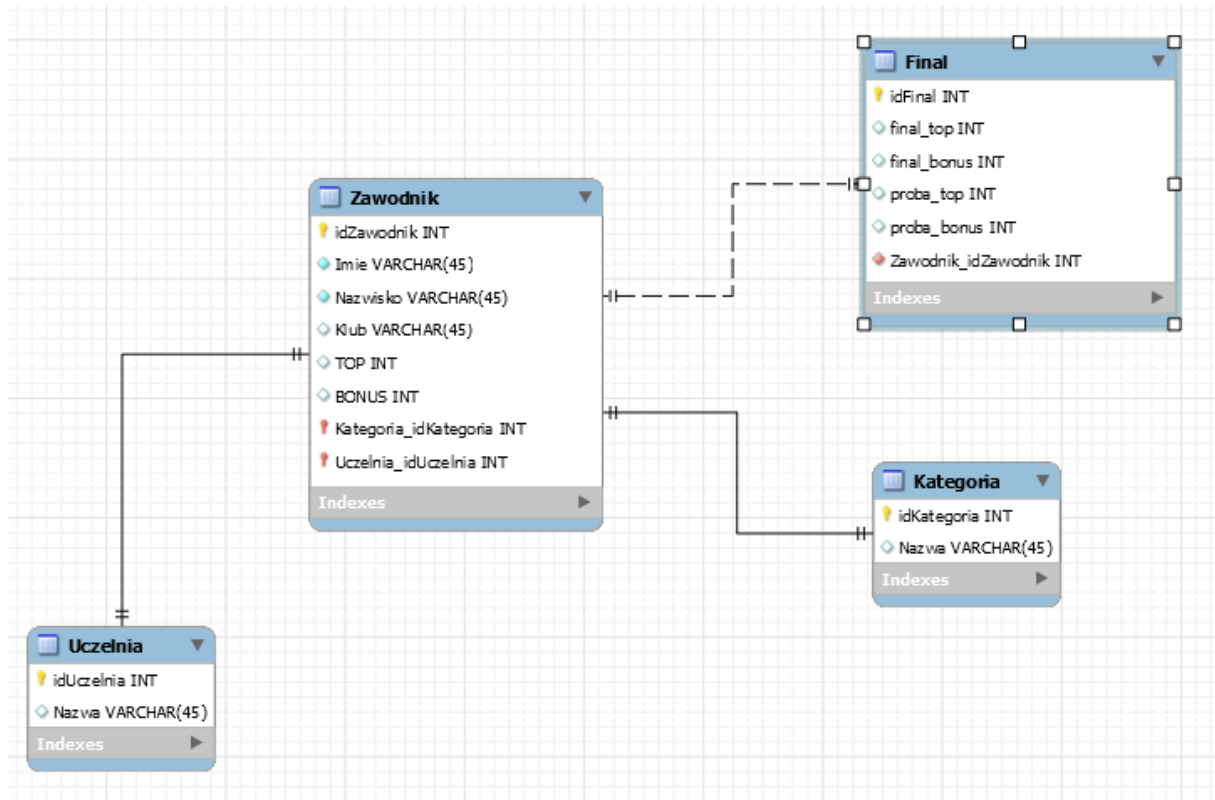 Final
idFinal INT
final_top INT
final_bonus INT
proba_top INT
proba_bonus INT
Zawodnik_idZawodnik INT
Indexes
Zawodnik
idZawodnik INT
Imie VARCHAR(45)
Nazwisko VARCHAR(45)
Klub VARCHAR(45)
TOP INT
BONUS INT
Kategoria_idKategoria INT
Uczelnia_idUczelnia INT
Indexes
Kategoria
idKategoria INT
Nazwa VARCHAR(45)
Indexes
Uczelnia
idUczelnia INT
Nazwa VARCHAR(45)
Indexes